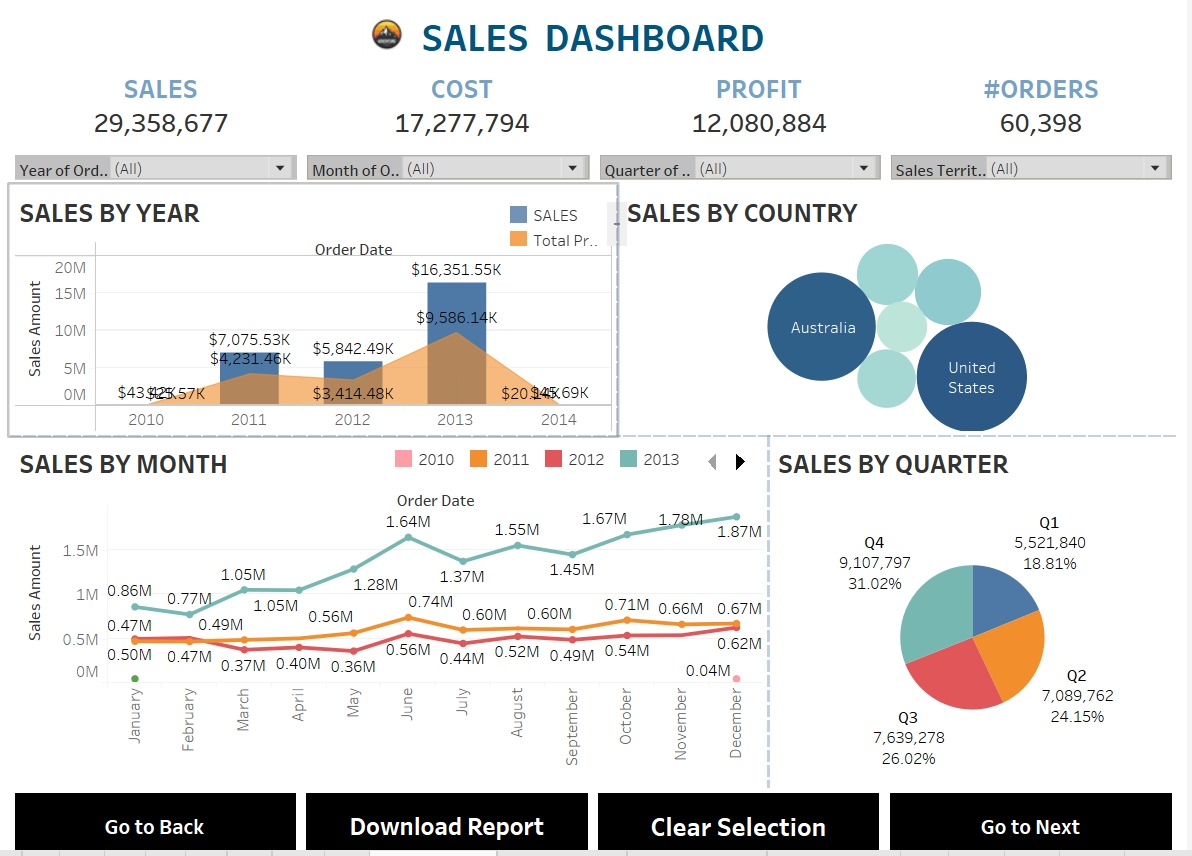 SALES DASHBOARD
SALES
COST
PROFIT
#ORDERS
29,358,677
17,277,794
12,080,884
60,398
Year of Ord.. (All)
Month of O.. (All)
Quarter of .. (All)
Sales Territ.. (All)
SALES BY YEAR
SALES
Total Pr..
Order Date
Sales Amount
20M
15M
10M
5M
0M
$16,351.55K
$9,586.14K
$7,075.53K
$4,231.46K
$5,842.49K
$3,414.48K
2010
2011
2012
2013
2014
SALES BY COUNTRY
Australia
United
States
SALES BY MONTH
2010
2011
2012
2013
Order Date
Sales Amount
1.5M
1M
0.5M
0M
0.86M
0.77M
1.05M
1.05M
1.28M
1.64M
1.37M
1.55M
1.45M
1.67M
1.78M
1.87M
0.47M
0.49M
0.56M
0.74M
0.60M
0.60M
0.71M
0.66M
0.67M
0.50M
0.47M
0.37M
0.40M
0.36M
0.56M
0.44M
0.52M
0.49M
0.54M
0.62M
0.04M
January
February
March
April
May
June
July
August
September
October
November
December
SALES BY QUARTER
Q1
5,521,840
18.81%
Q2
7,089,762
24.15%
Q3
7,639,278
26.02%
Q4
9,107,797
31.02%
Go to Back
Download Report
Clear Selection
Go to Next